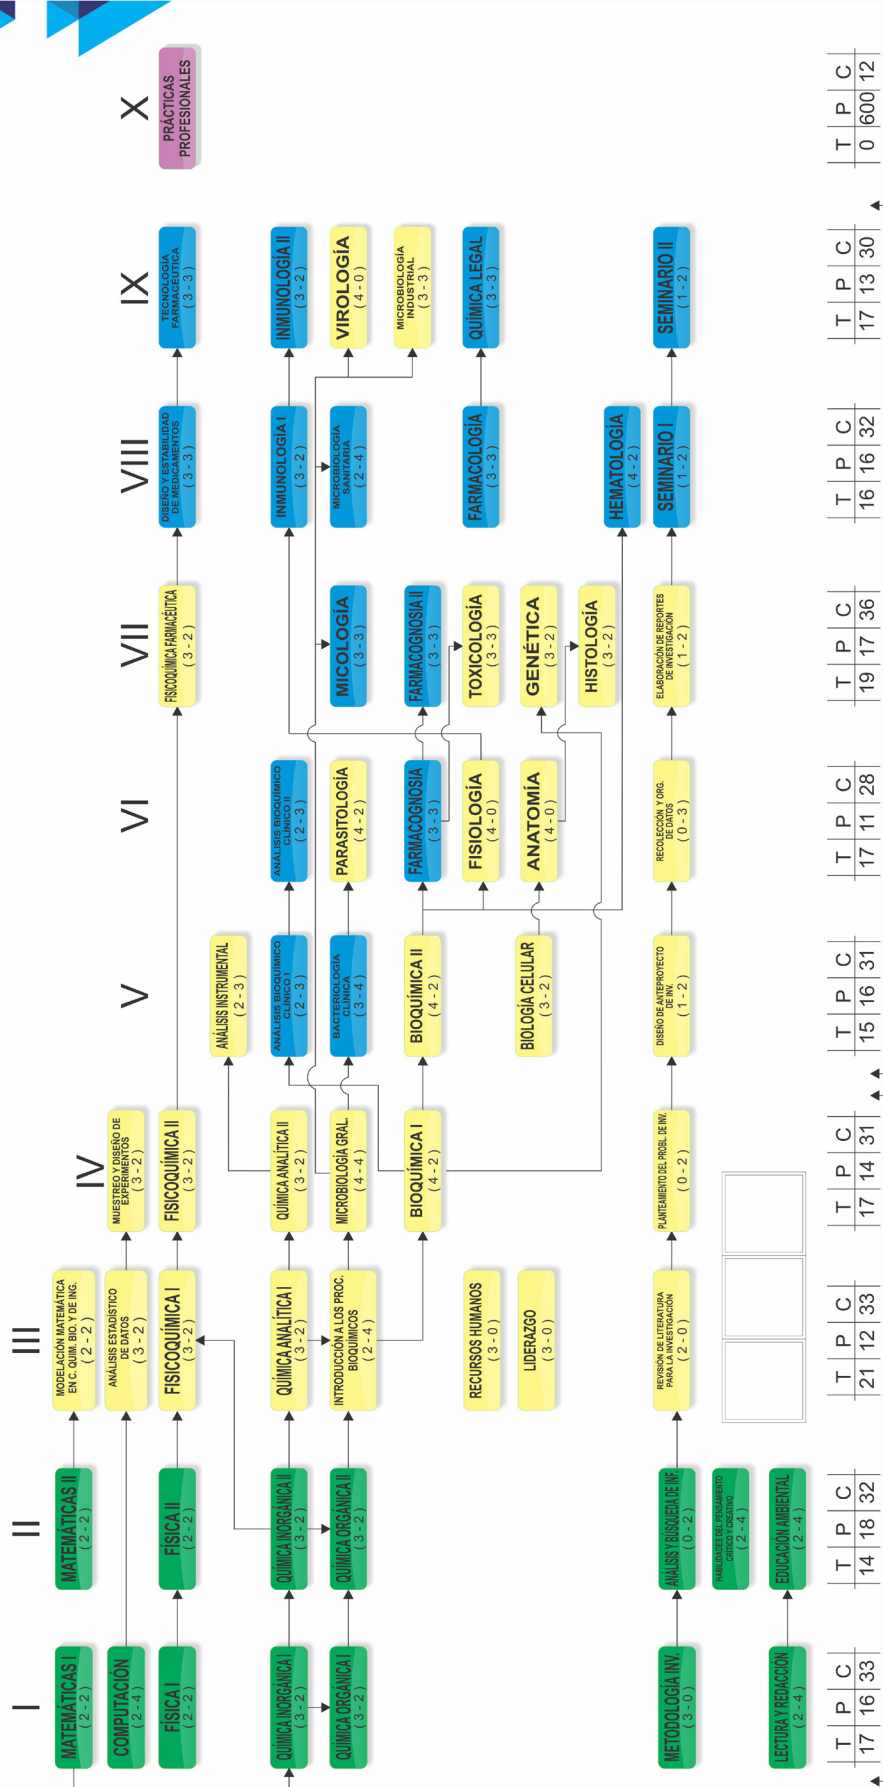 I
MATEMÁTICAS I
( 2 - 2 )
COMPUTACIÓN
( 2 - 4 )
FÍSICA I
( 2 - 2 )
QUÍMICA INORGÁNICA I
( 3 - 2 )
QUÍMICA ORGÁNICA I
( 3 - 2 )
METODOLOGÍA INV.
( 3 - 0 )
LECTURA Y REDACCIÓN
( 2 - 4 )
T P C
17 16 33
II
MATEMÁTICAS II
( 2 - 2 )
FÍSICA II
( 2 - 2 )
QUÍMICA INORGÁNICA II
( 3 - 2 )
QUÍMICA ORGÁNICA II
( 3 - 2 )
ANÁLISIS Y BÚSQUEDA DE INF.
( 0 - 2 )
HABILIDADES DEL PENSAMIENTO
CRÍTICO Y CREATIVO
( 2 - 4 )
EDUCACIÓN AMBIENTAL
( 2 - 4 )
T P C
14 18 32
III
MODELACIÓN MATEMÁTICA
EN C. QUIM. BIO. Y DE ING.
( 2 - 2 )
ANÁLISIS ESTADÍSTICO
DE DATOS
( 3 - 2 )
FISICOQUÍMICA I
( 3 - 2 )
QUÍMICA ANALÍTICA I
( 3 - 2 )
INTRODUCCIÓN A LOS PROC.
BIOQUÍMICOS
( 2 - 4 )
RECURSOS HUMANOS
( 3 - 0 )
LIDERAZGO
( 3 - 0 )
REVISIÓN DE LITERATURA
PARA LA INVESTIGACIÓN
( 2 - 0 )
T P C
21 12 33
IV
MUESTREO Y DISEÑO DE
EXPERIMENTOS
( 3 - 2 )
FISICOQUÍMICA II
( 3 - 2 )
QUÍMICA ANALÍTICA II
( 3 - 2 )
MICROBIOLOGÍA GRAL.
( 4 - 4 )
BIOQUÍMICA I
( 4 - 2 )
PLANTEAMIENTO DEL PROBL. DE INV.
( 0 - 2 )
T P C
17 14 31
V
ANÁLISIS INSTRUMENTAL
( 2 - 3 )
ANÁLISIS BIOQUÍMICO
CLÍNICO I
( 2 - 3 )
BACTERIOLOGÍA
CLÍNICA
( 3 - 4 )
BIOQUÍMICA II
( 4 - 2 )
BIOLOGÍA CELULAR
( 3 - 2 )
DISEÑO DE ANTEPROYECTO
DE INV.
( 1 - 2 )
T P C
15 16 31
VI
ANÁLISIS BIOQUÍMICO
CLÍNICO II
( 2 - 3 )
PARASITOLOGÍA
( 4 - 2 )
FARMACOGNOSIA
( 3 - 3 )
FISIOLOGÍA
( 4 - 0 )
ANATOMÍA
( 4 - 0 )
RECOLECCIÓN Y ORG.
DE DATOS
( 0 - 3 )
T P C
17 11 28
VII
FISICOQUÍMICA FARMACÉUTICA
( 3 - 2 )
MICOLOGÍA
( 3 - 3 )
FARMACOGNOSIA II
( 3 - 2 )
TOXICOLOGÍA
( 3 - 3 )
GENÉTICA
( 3 - 2 )
HISTOLOGÍA
( 3 - 2 )
ELABORACIÓN DE REPORTES
DE INVESTIGACIÓN
( 1 - 2 )
T P C
19 17 36
VIII
DISEÑO Y ESTABILIDAD
DE MEDICAMENTOS
( 3 - 3 )
INMUNOLOGÍA I
( 3 - 2 )
MICROBIOLOGÍA
SANITARIA
( 2 - 4 )
FARMACOLOGÍA
( 3 - 3 )
HEMATOLOGÍA
( 4 - 2 )
SEMINARIO I
( 1 - 2 )
T P C
16 16 32
IX
TECNOLOGÍA
FARMACÉUTICA
( 3 - 3 )
INMUNOLOGÍA II
( 3 - 2 )
VIROLOGÍA
( 4 - 0 )
MICROBIOLOGÍA
INDUSTRIAL
( 3 - 3 )
QUÍMICA LEGAL
( 3 - 3 )
SEMINARIO II
( 1 - 2 )
T P C
17 13 30
X
PRÁCTICAS
PROFESIONALES
T P C
0 600 12